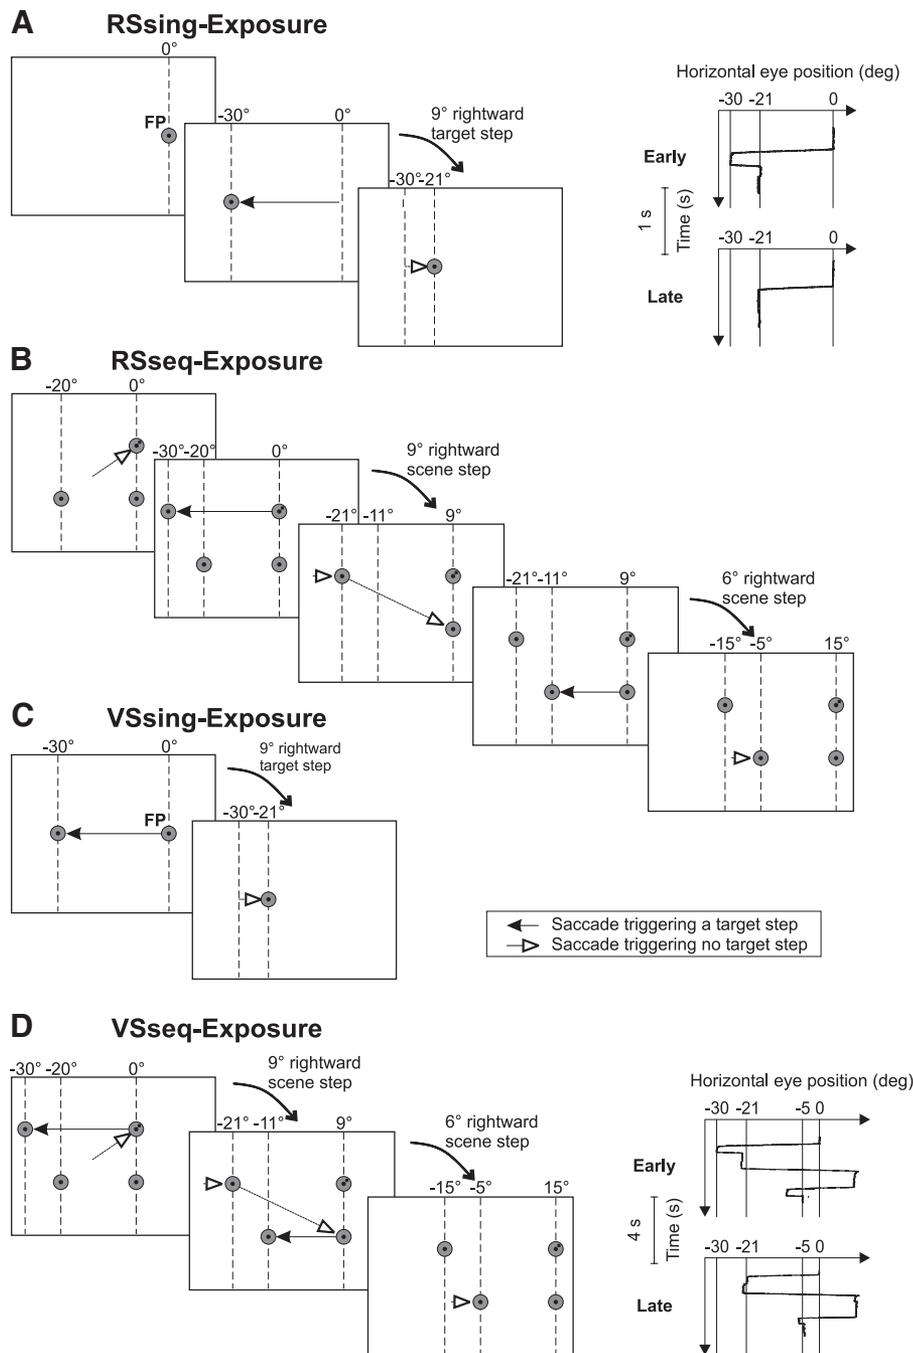 A RSsing-Exposure
0°
FP
-30° 0°
9° rightward
target step
-30° -21°
Horizontal eye position (deg)
-30 -21 0
Early
1 s
Time (s)
-30 -21 0
Late
B RSseq-Exposure
-20° 0°
-30° -20° 0°
9° rightward
scene step
-21° -11° 9°
-21° -11° 9°
6° rightward
scene step
-15° -5° 15°
C VSsing-Exposure
-30° 0°
FP
9° rightward
target step
-30° -21°
Saccade triggering a target step
Saccade triggering no target step
D VSseq-Exposure
-30° -20° 0°
9° rightward
scene step
-21° -11° 9°
6° rightward
scene step
-15° -5° 15°
Horizontal eye position (deg)
-30 -21 -5 0
Early
4 s
Time (s)
-30 -21 -5 0
Late